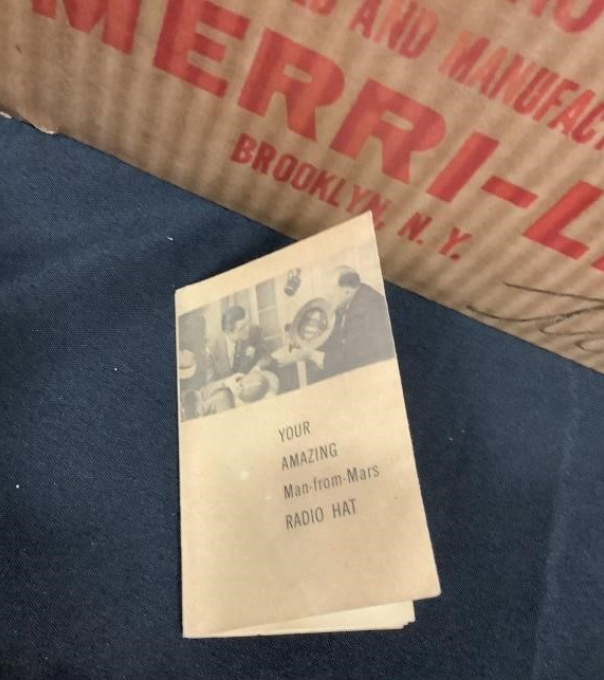 AND MANUFAC
MERRI-L
BROOKLYN, N. Y.
YOUR
AMAZING
Man-from-Mars
RADIO HAT